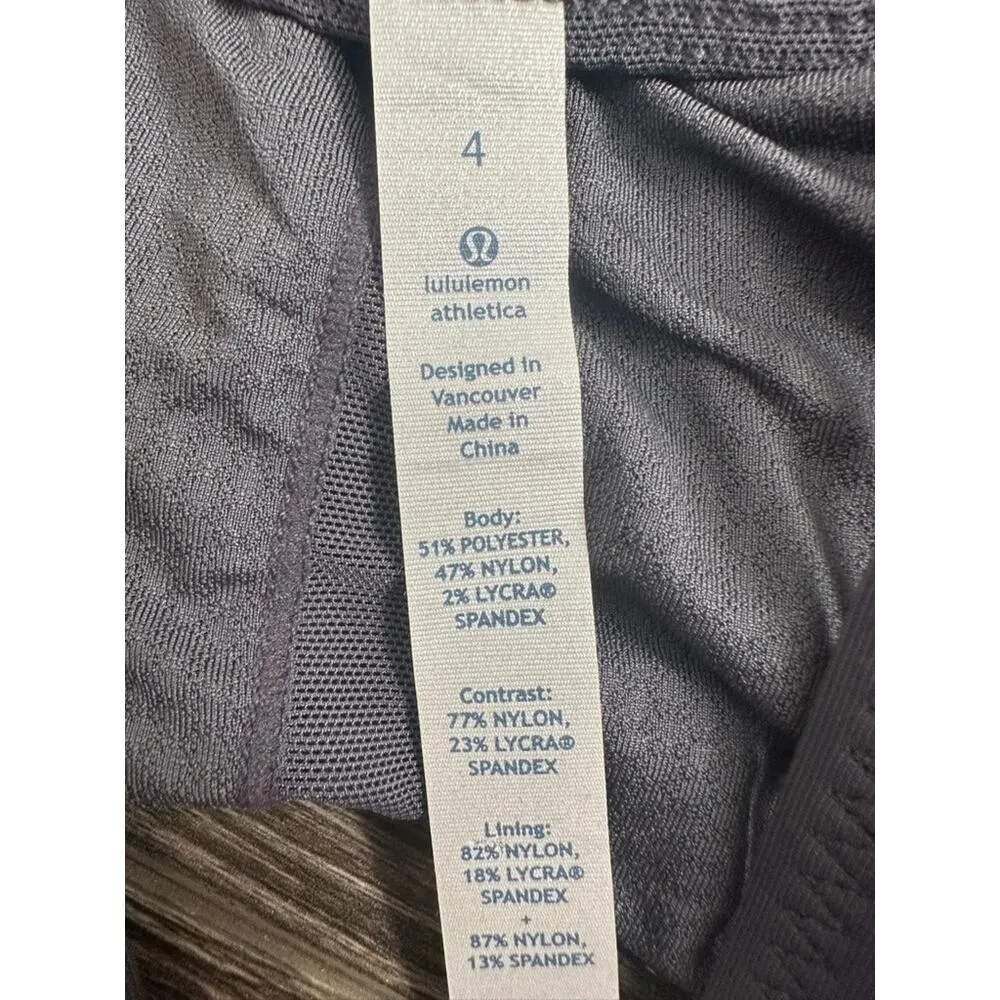 4
lululemon
athletica
Designed in
Vancouver
Made in
China
Body:
51% POLYESTER,
47% NYLON,
2% LYCRA®
SPANDEX
Contrast:
77% NYLON,
23% LYCRA®
SPANDEX
Lining:
82% NYLON,
18% LYCRA®
SPANDEX
+
87% NYLON,
13% SPANDEX